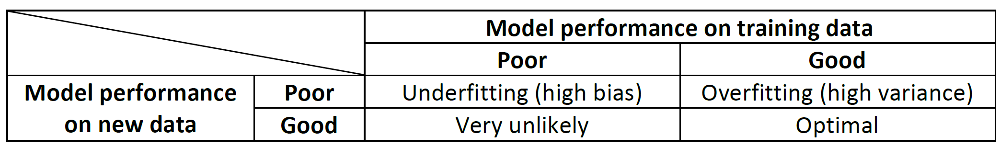 Model performance on training data
Poor Good
Model performance
on new data
Poor Underfitting (high bias) Overfitting (high variance)
Good Very unlikely Optimal